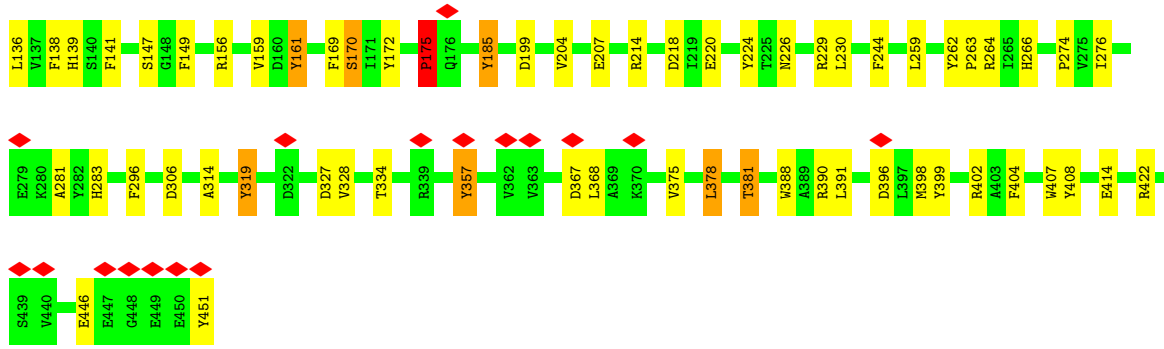 L136 V137 F138 H139 S140 F141 S147 G148 F149 R156 V159 D160 Y161 F169 S170 I171 Y172 P175 Q176 Y185 D199 V204 E207 R214 D218 I219 E220 Y224 T225 N226 R229 L230 F244 L259 Y262 P263 R264 I265 H266 P274 V275 I276
E279 K280 A281 Y282 H283 F296 D306 A314 Y319 D322 D327 V328 T334 R339 Y357 V362 V363 D367 L368 A369 K370 V375 L378 T381 W388 A389 R390 L391 D396 L397 M398 Y399 R402 A403 F404 W407 Y408 E414 R422
S439 V440 E446 E447 G448 E449 E450 Y451